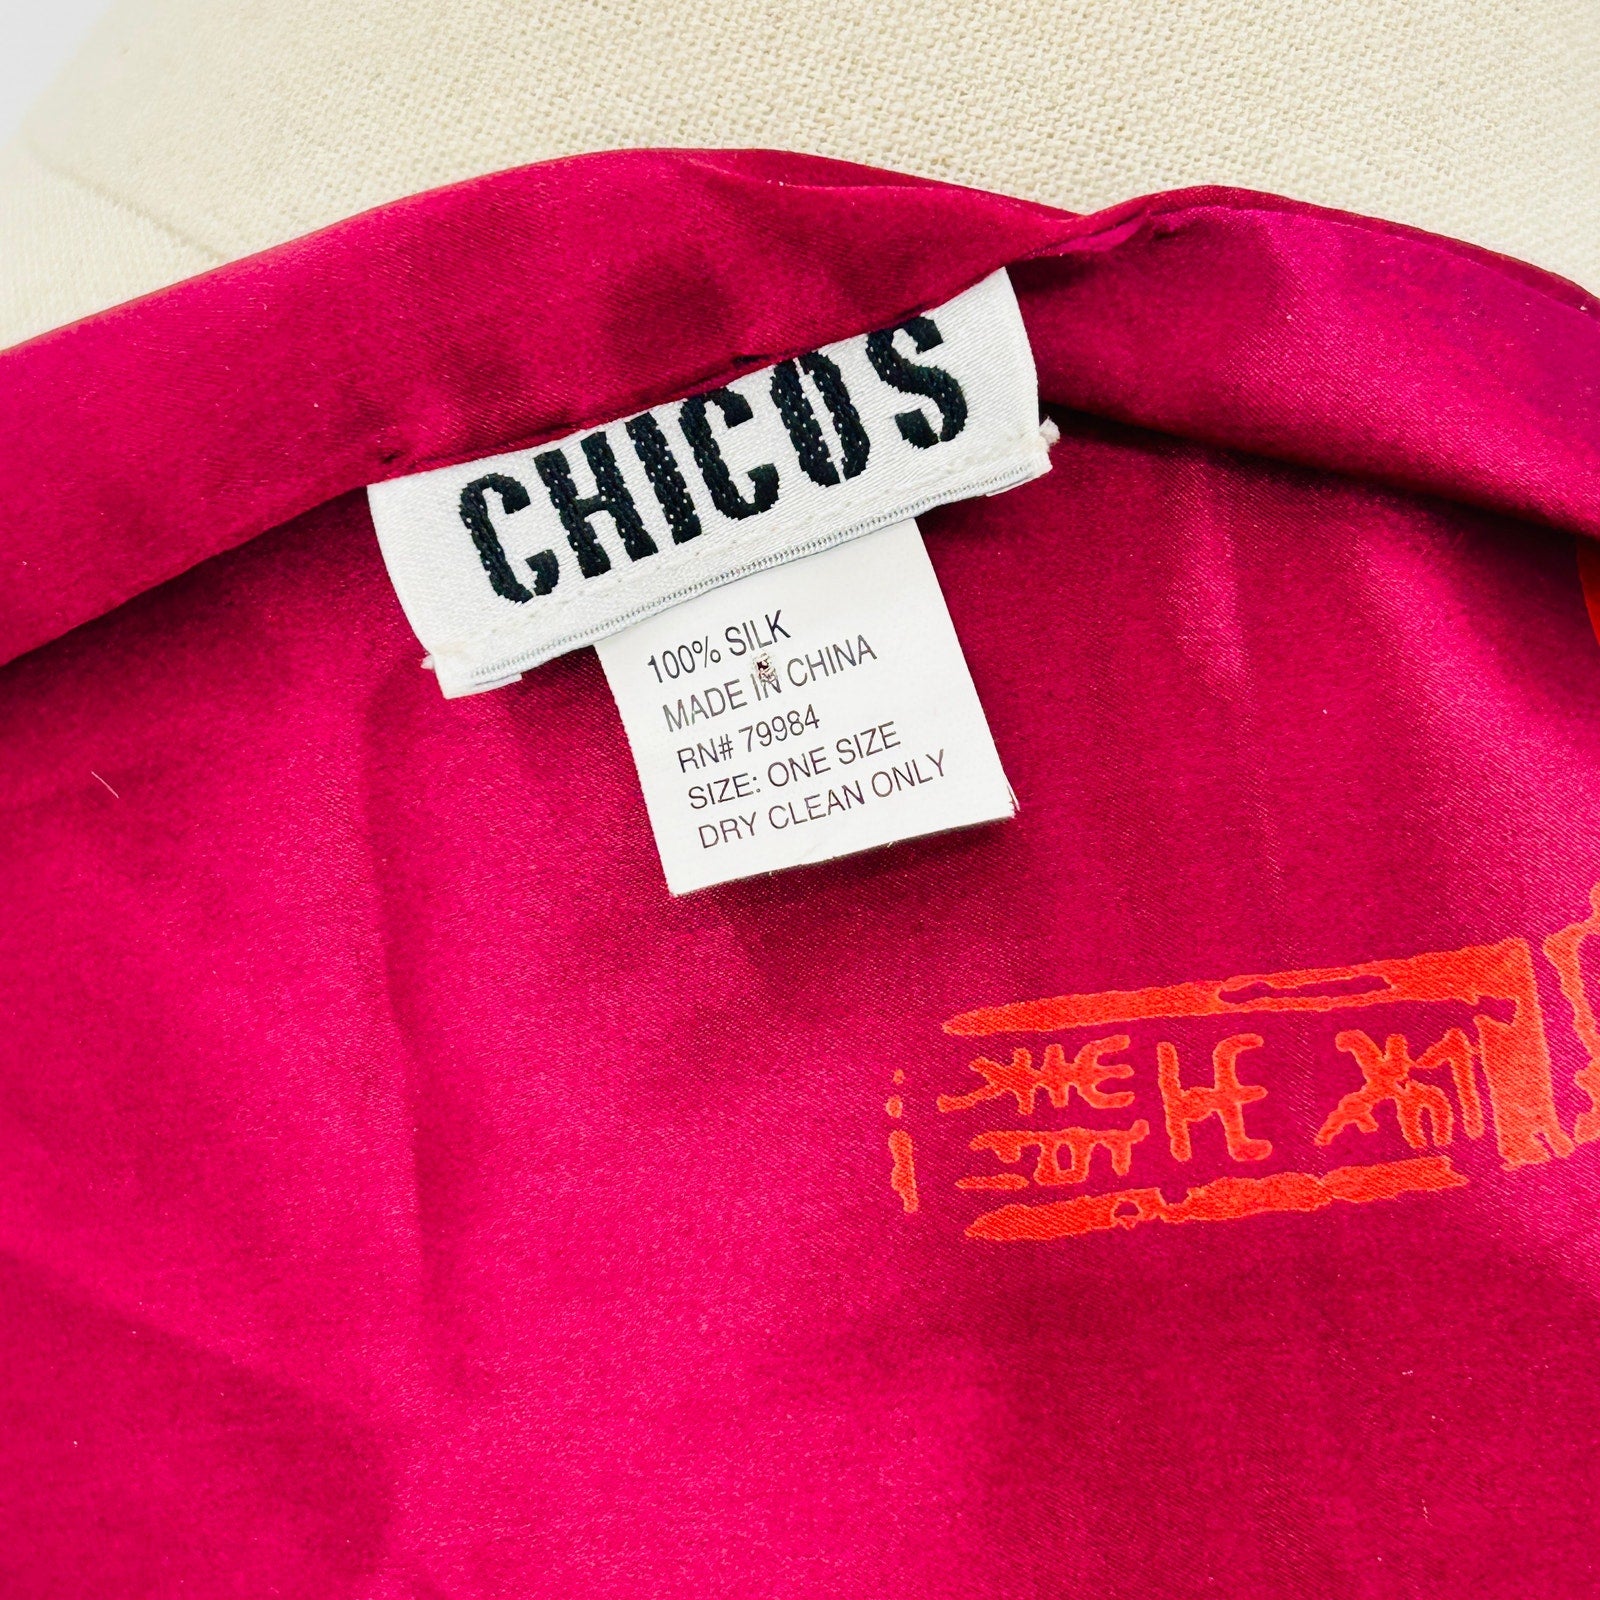 CHICOS
100% SILK
MADE IN CHINA
RN# 79984
SIZE: ONE SIZE
DRY CLEAN ONLY